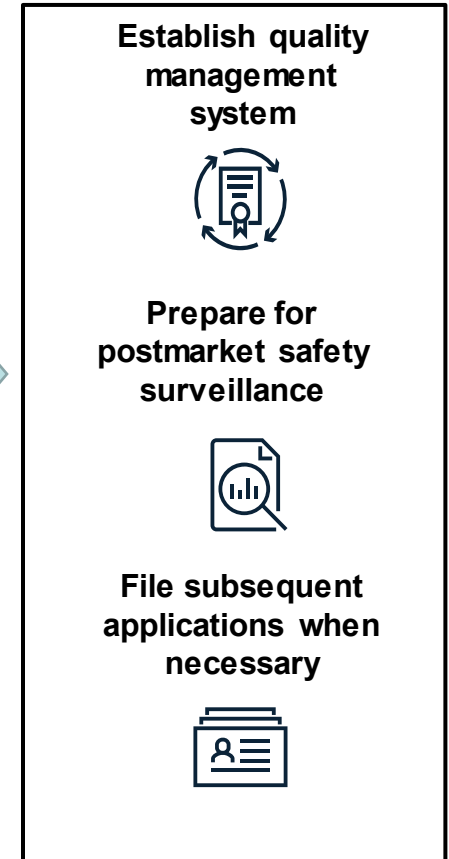 Establish quality
management
system
Prepare for
postmarket safety
surveillance
File subsequent
applications when
necessary